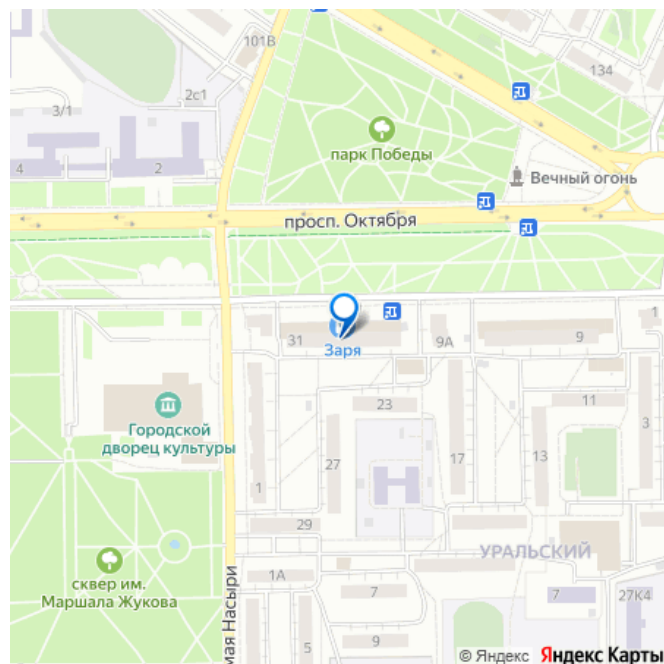 101В
134
2с1
3/1
парк Победы
4
2
Вечный огонь
просп. Октября
1
31
9А
9
Заря
23
11
Городской
дворец культуры
3
27
17
13
1
29
УРАЛЬСКИЙ
сквер им.
Маршала Жукова
1А
7
7
27К4
мая Насыри
5
9
© Яндекс Яндекс Карты